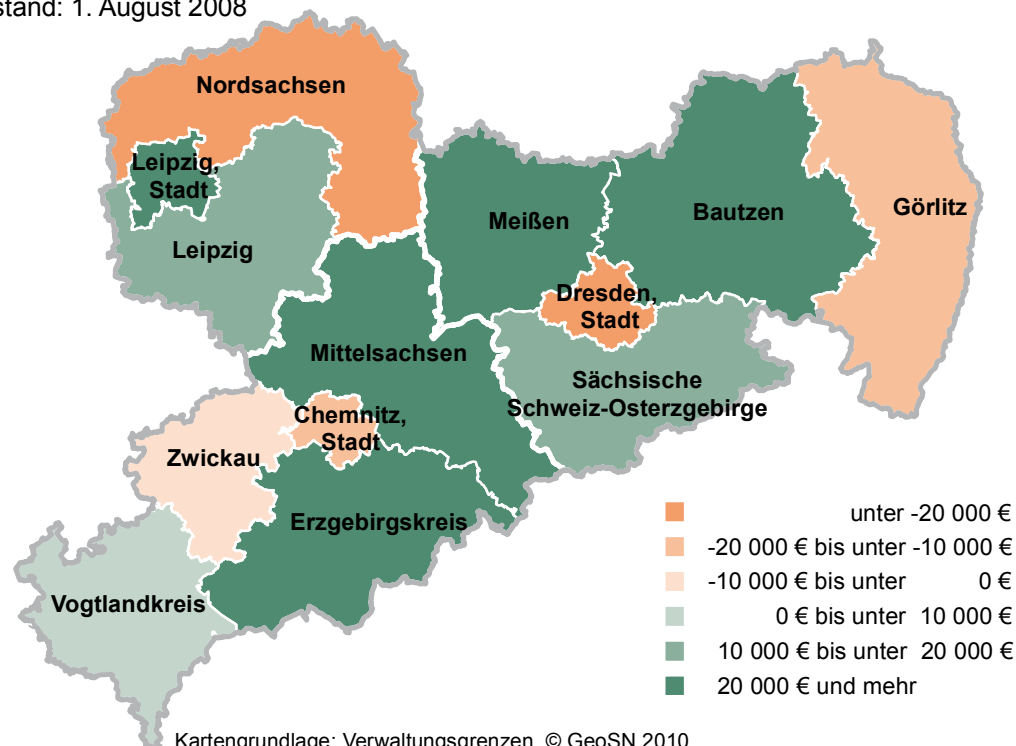 stand: 1. August 2008
Nordsachsen
Leipzig,
Stadt
Leipzig
Meißen
Bautzen
Görlitz
Dresden,
Stadt
Mittelsachsen
Sächsische
Schweiz-Osterzgebirge
Chemnitz,
Stadt
Zwickau
Erzgebirgskreis
Vogtlandkreis
unter -20 000 €
-20 000 € bis unter -10 000 €
-10 000 € bis unter 0 €
0 € bis unter 10 000 €
10 000 € bis unter 20 000 €
20 000 € und mehr
Kartengrundlage: Verwaltungsgrenzen, © GeoSN 2010